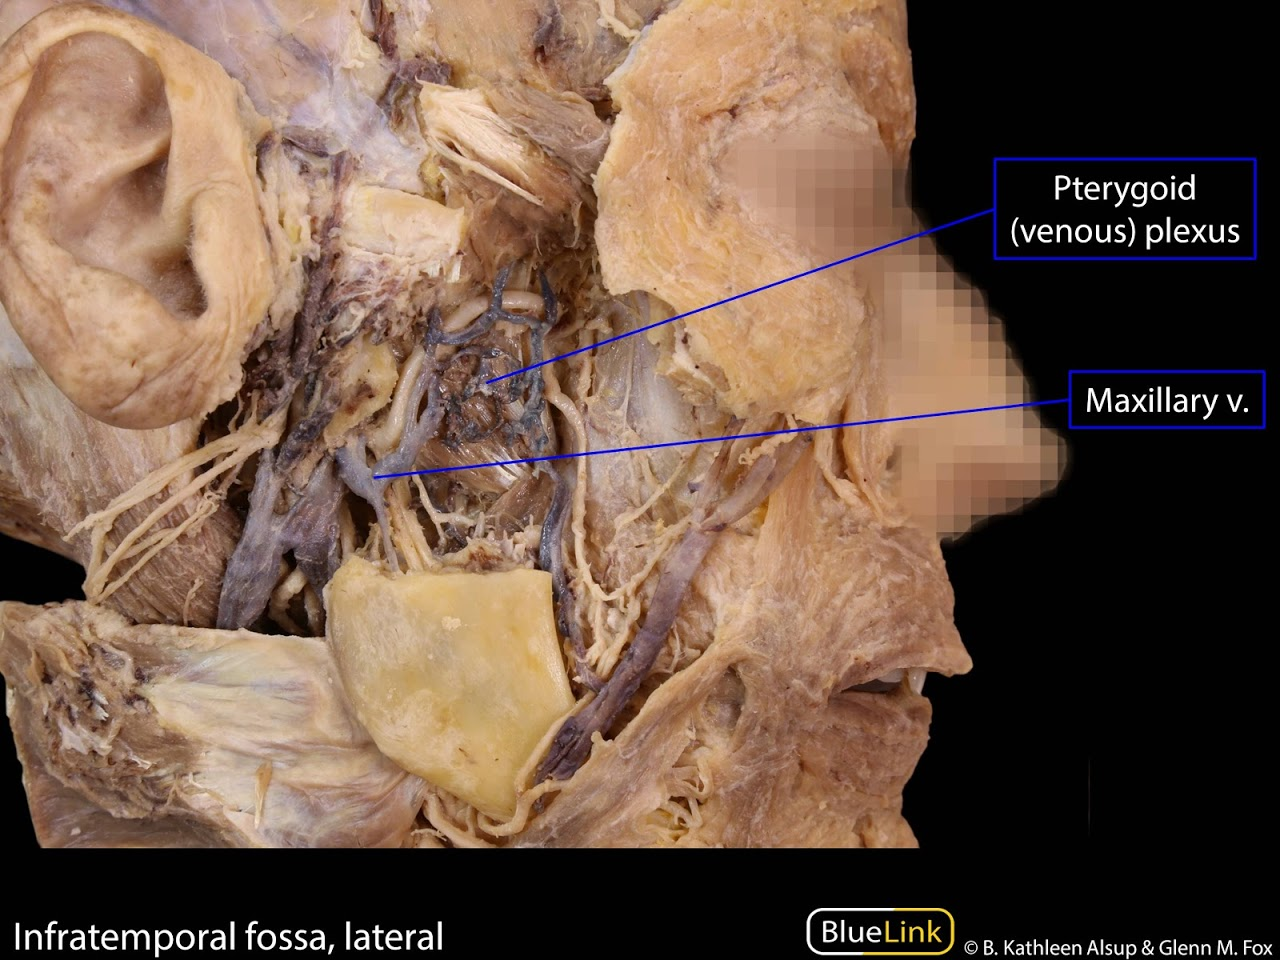 Pterygoid
(venous) plexus
Maxillary v.
Infratemporal fossa, lateral
BlueLink
© B. Kathleen Alsup & Glenn M. Fox